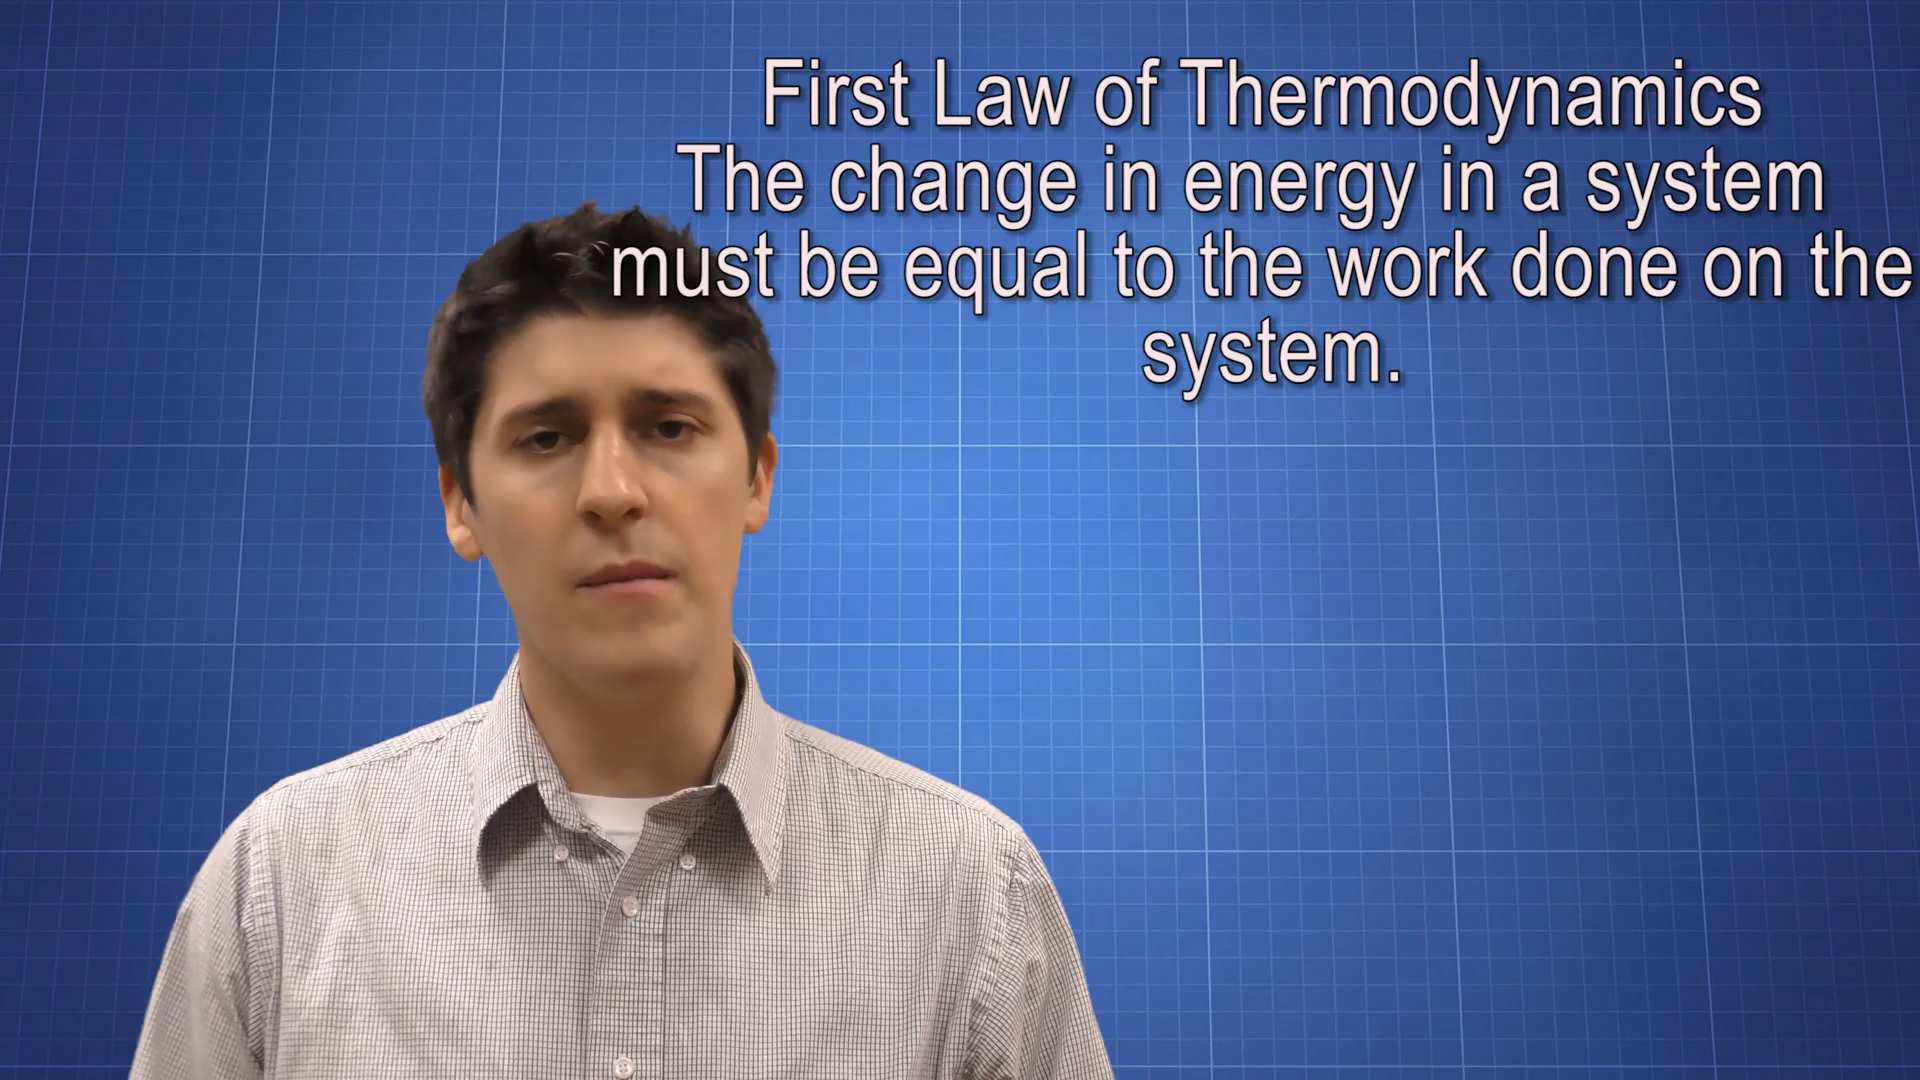 First Law of Thermodynamics
The change in energy in a system
must be equal to the work done on the
system.